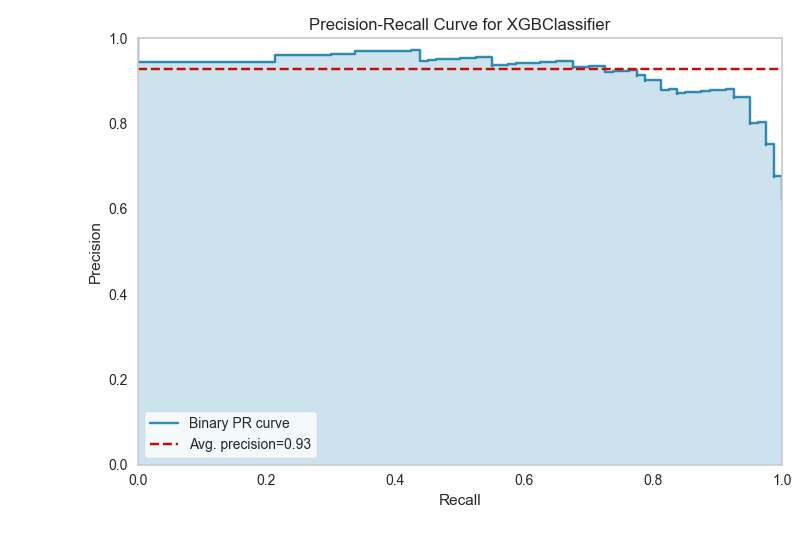 Precision-Recall Curve for XGBClassifier
1.0
0.8
0.6
0.4
0.2
0.0
Precision
Binary PR curve
Avg. precision=0.93
0.0 0.2 0.4 0.6 0.8 1.0
Recall